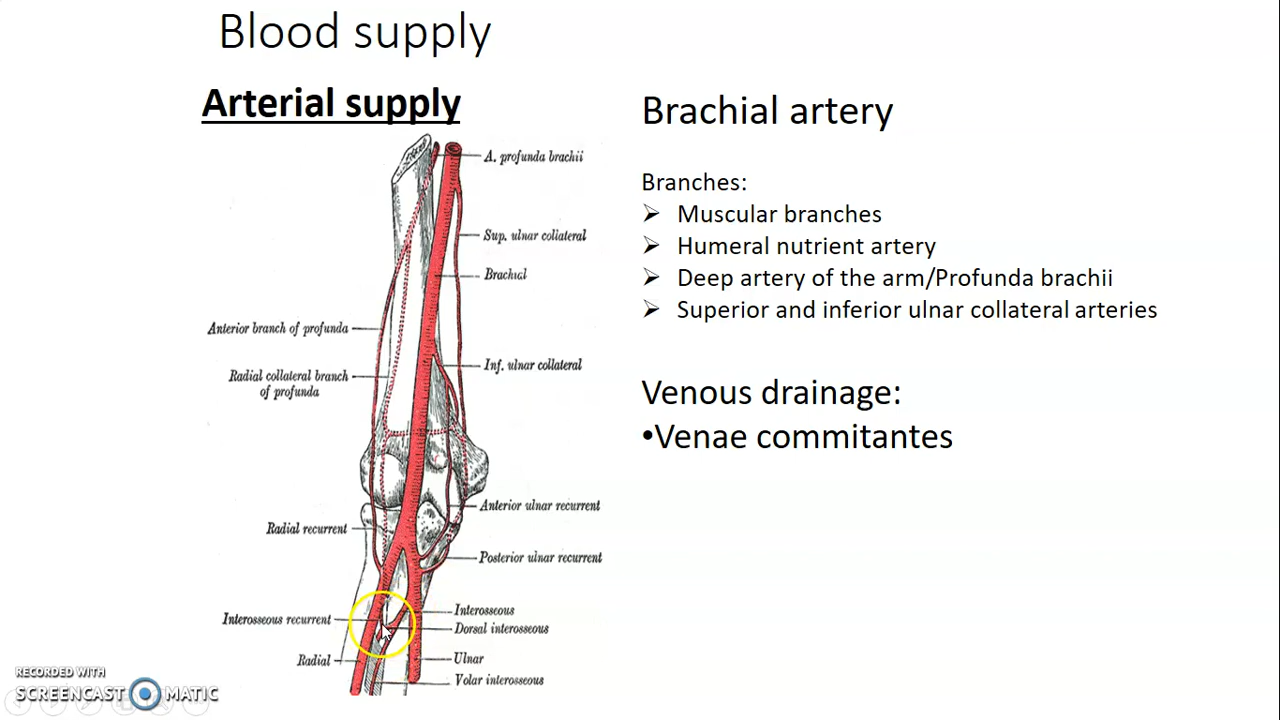 Blood supply
Arterial supply
A. profunda brachii
Sup. ulnar collateral
Brachial
Anterior branch of profunda
Inf. ulnar collateral
Radial collateral branch
of profunda
Anterior ulnar recurrent
Radial recurrent
Posterior ulnar recurrent
Interosseous recurrent
Interosseous
Dorsal interosseous
Radial
Ulnar
Volar interosseous
Brachial artery
Branches:
Muscular branches
Humeral nutrient artery
Deep artery of the arm/Profunda brachii
Superior and inferior ulnar collateral arteries
Venous drainage:
•Venae commitantes
RECORDED WITH
SCREENCAST MATIC